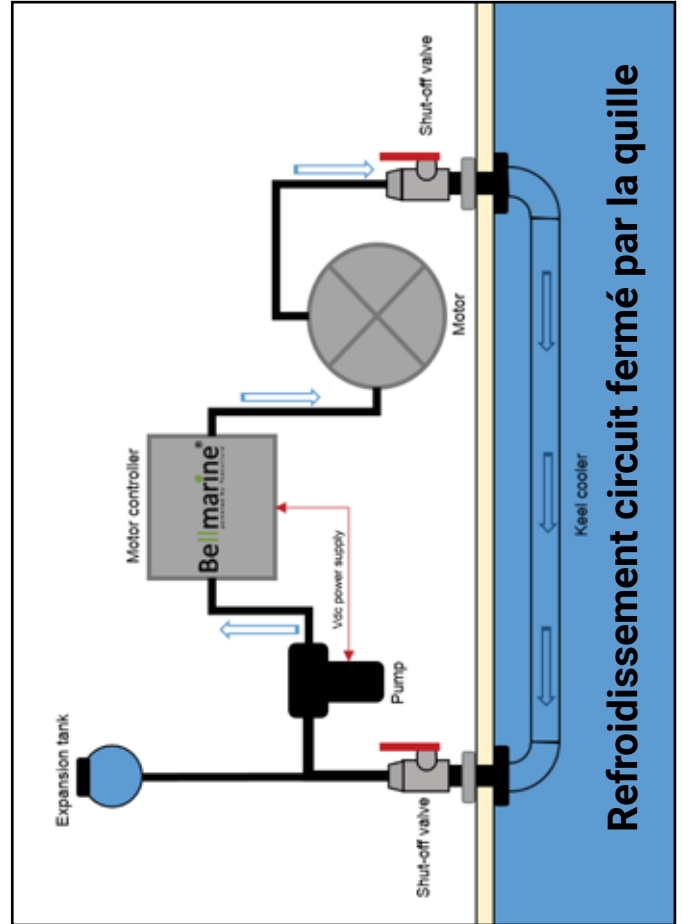 Expansion tank
Motor controller
Bellmarine®
Shut-off valve
Vdc power supply
Pump
Motor
Shut-off valve
Keel cooler
Refroidissement circuit fermé par la quille